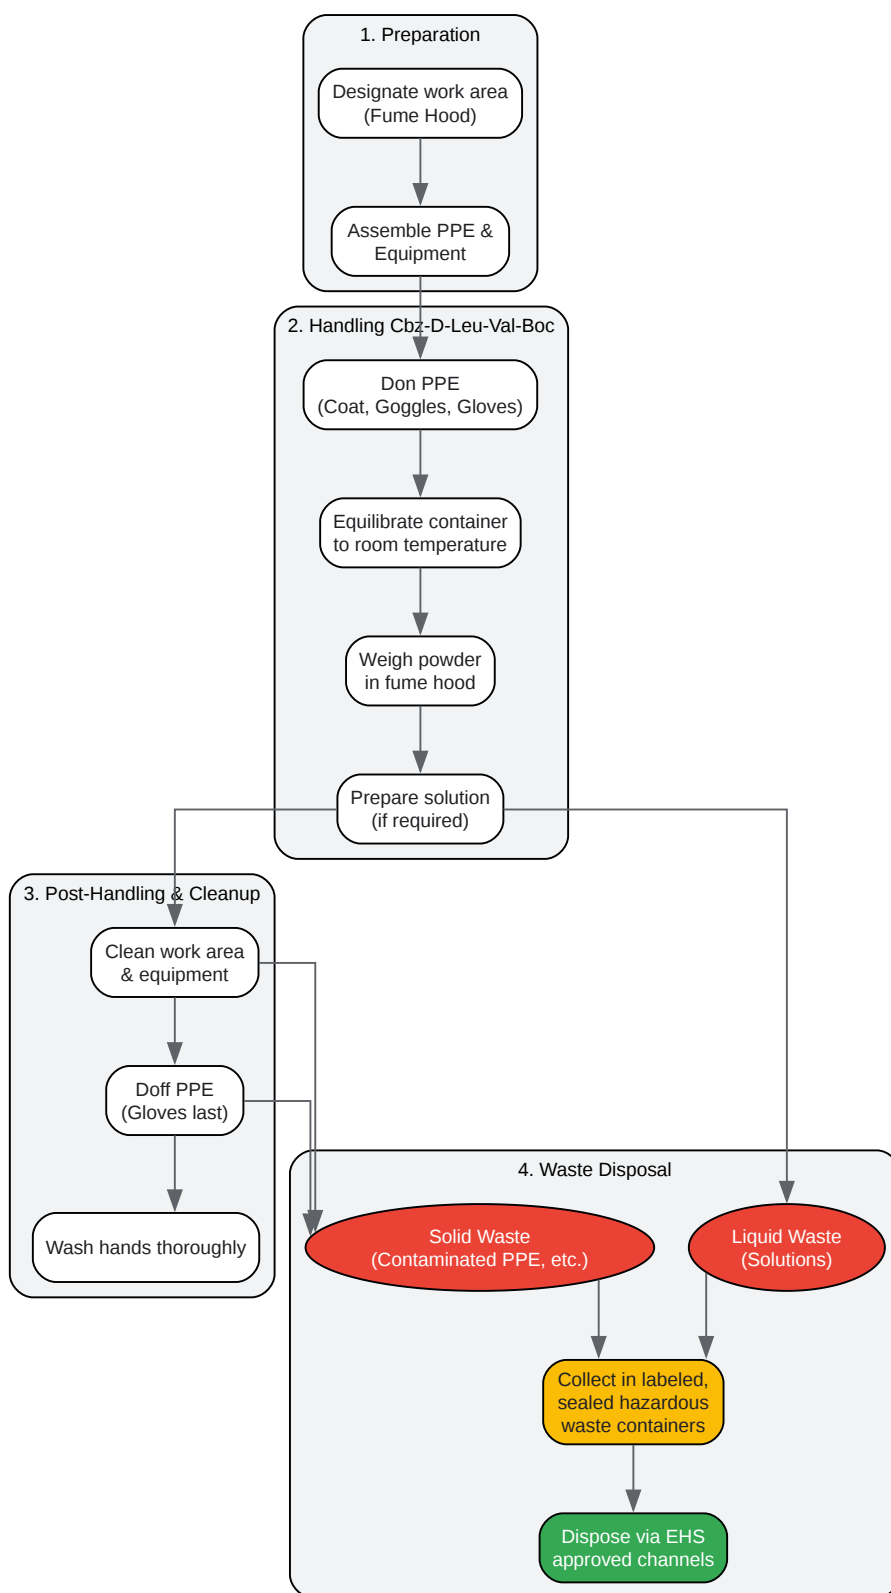 1. Preparation
Designate work area
(Fume Hood)
Assemble PPE &
Equipment
2. Handling Cbz-D-Leu-Val-Boc
Don PPE
(Coat, Goggles, Gloves)
Equilibrate container
to room temperature
Weigh powder
in fume hood
Prepare solution
(if required)
3. Post-Handling & Cleanup
Clean work area
& equipment
Doff PPE
(Gloves last)
Wash hands thoroughly
4. Waste Disposal
Solid Waste
(Contaminated PPE, etc.)
Liquid Waste
(Solutions)
Collect in labeled,
sealed hazardous
waste containers
Dispose via EHS
approved channels